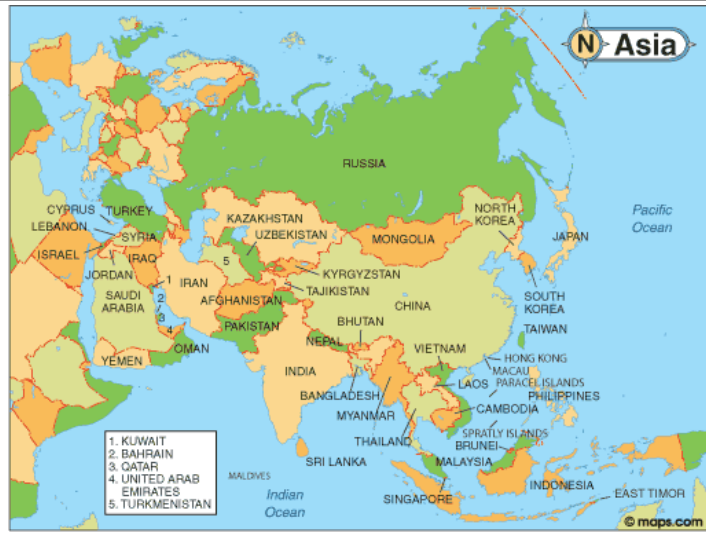 N Asia
RUSSIA
Pacific
Ocean
CYPRUS
TURKEY
LEBANON
SYRIA
ISRAEL
IRAQ
JORDAN
SAUDI
ARABIA
YEMEN
OMAN
IRAN
1
2
3
4
5
KAZAKHSTAN
UZBEKISTAN
KYRGYZSTAN
TAJIKISTAN
AFGHANISTAN
PAKISTAN
MONGOLIA
CHINA
NORTH
KOREA
JAPAN
SOUTH
KOREA
TAIWAN
BHUTAN
NEPAL
INDIA
BANGLADESH
MYANMAR
THAILAND
VIETNAM
HONG KONG
MACAU
LAOS
PARACEL ISLANDS
PHILIPPINES
CAMBODIA
SPRATLY ISLANDS
BRUNEI
MALAYSIA
SRI LANKA
MALDIVES
SINGAPORE
INDONESIA
EAST TIMOR
Indian
Ocean
1. KUWAIT
2. BAHRAIN
3. QATAR
4. UNITED ARAB
EMIRATES
5. TURKMENISTAN
© maps.com